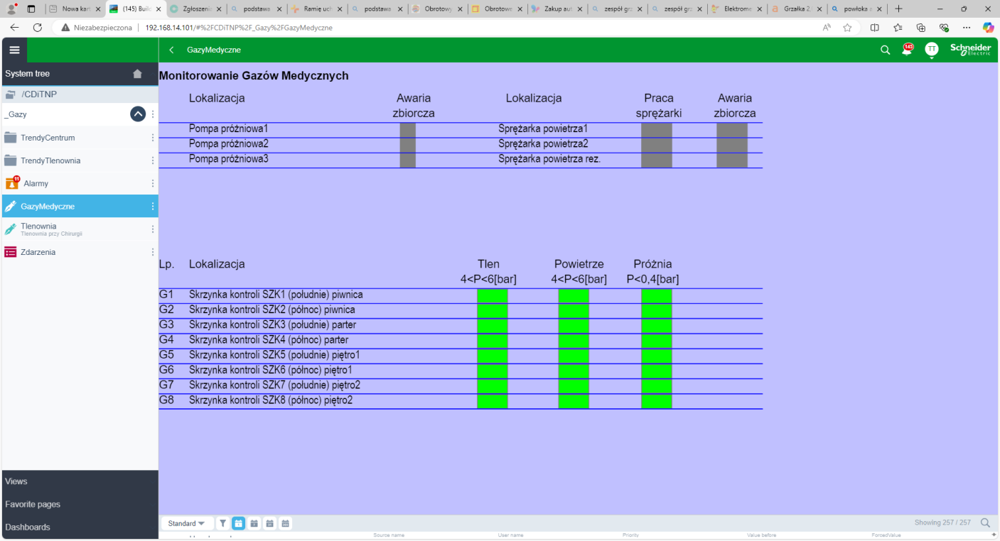 Nowa kart
(145) Builc
Zgłoszeni
podstawa
Ramię ucł
podstawa
Obrotowy
Obrotowe
Zakup aut
zespół grz
zespół grz
Elektrome
Grzałka 2,
powłoka
Niezabezpieczona
192.168.14.101/#%2FCDiTNP%2F_Gazy%2FGazyMedyczne
GazyMedyczne
145
TT
Schneider
Electric
System tree
/CDiTNP
_Gazy
TrendyCentrum
TrendyTlenownia
11
Alarmy
GazyMedyczne
Tlenownia
Tlenownia przy Chirurgii
Zdarzenia
Views
Favorite pages
Dashboards
Monitorowanie Gazów Medycznych
Lokalizacja Awaria Lokalizacja Praca Awaria
zbiorcza sprężarki zbiorcza
Pompa próżniowa1 Sprężarka powietrza1
Pompa próżniowa2 Sprężarka powietrza2
Pompa próżniowa3 Sprężarka powietrza rez.
Lp. Lokalizacja Tlen Powietrze Próżnia
4<P<6[bar] 4<P<6[bar] P<0,4[bar]
G1 Skrzynka kontroli SZK1 (południe) piwnica
G2 Skrzynka kontroli SZK2 (północ) piwnica
G3 Skrzynka kontroli SZK3 (południe) parter
G4 Skrzynka kontroli SZK4 (północ) parter
G5 Skrzynka kontroli SZK5 (południe) piętro1
G6 Skrzynka kontroli SZK6 (północ) piętro1
G7 Skrzynka kontroli SZK7 (południe) piętro2
G8 Skrzynka kontroli SZK8 (północ) piętro2
Standard
Showing 257 / 257
Source name User name Priority Value before ForcedValue